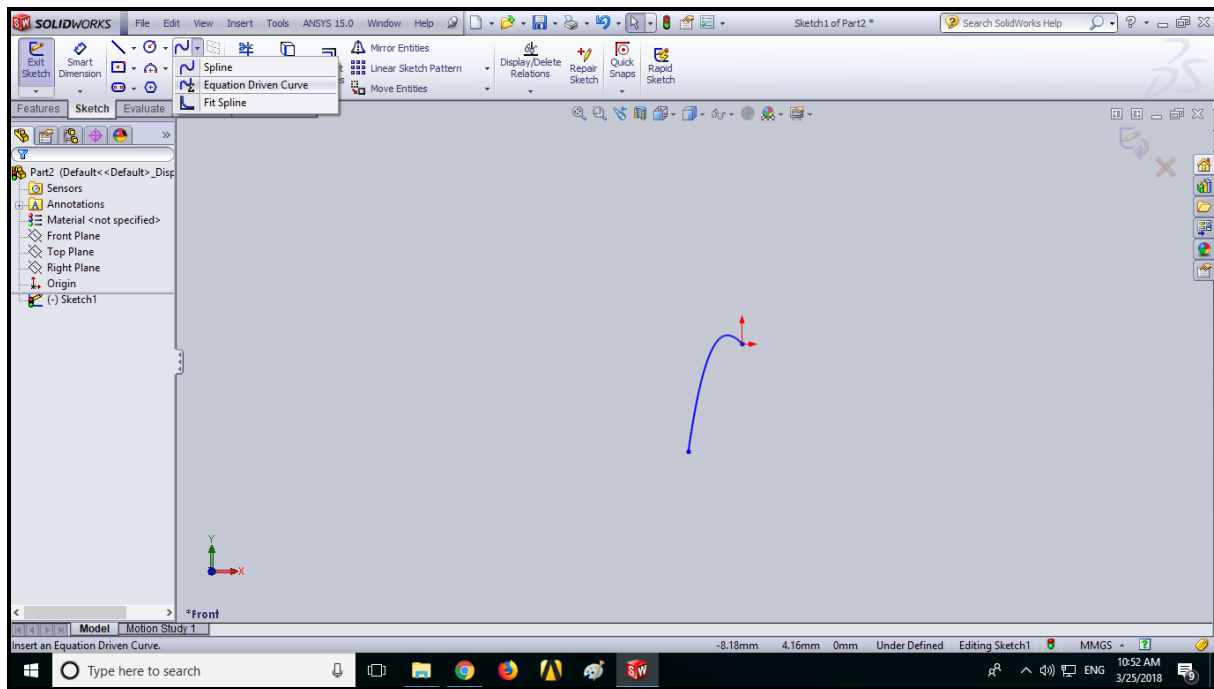 SOLIDWORKS File Edit View Insert Tools ANSYS 15.0 Window Help Sketch1 of Part2 * Search SolidWorks Help
Exit Sketch
Smart Dimension
Mirror Entities
Linear Sketch Pattern
Move Entities
Display/Delete Relations
Repair Sketch
Quick Snaps
Rapid Sketch
Spline
Equation Driven Curve
Fit Spline
Features Sketch Evaluate
Part2 (Default<<Default>_Disp
Sensors
Annotations
Material <not specified>
Front Plane
Top Plane
Right Plane
Origin
(-) Sketch1
Y
X
*Front
Model Motion Study 1
Insert an Equation Driven Curve. -8.18mm 4.16mm 0mm Under Defined Editing Sketch1 MMGS
Type here to search ENG 10:52 AM
3/25/2018